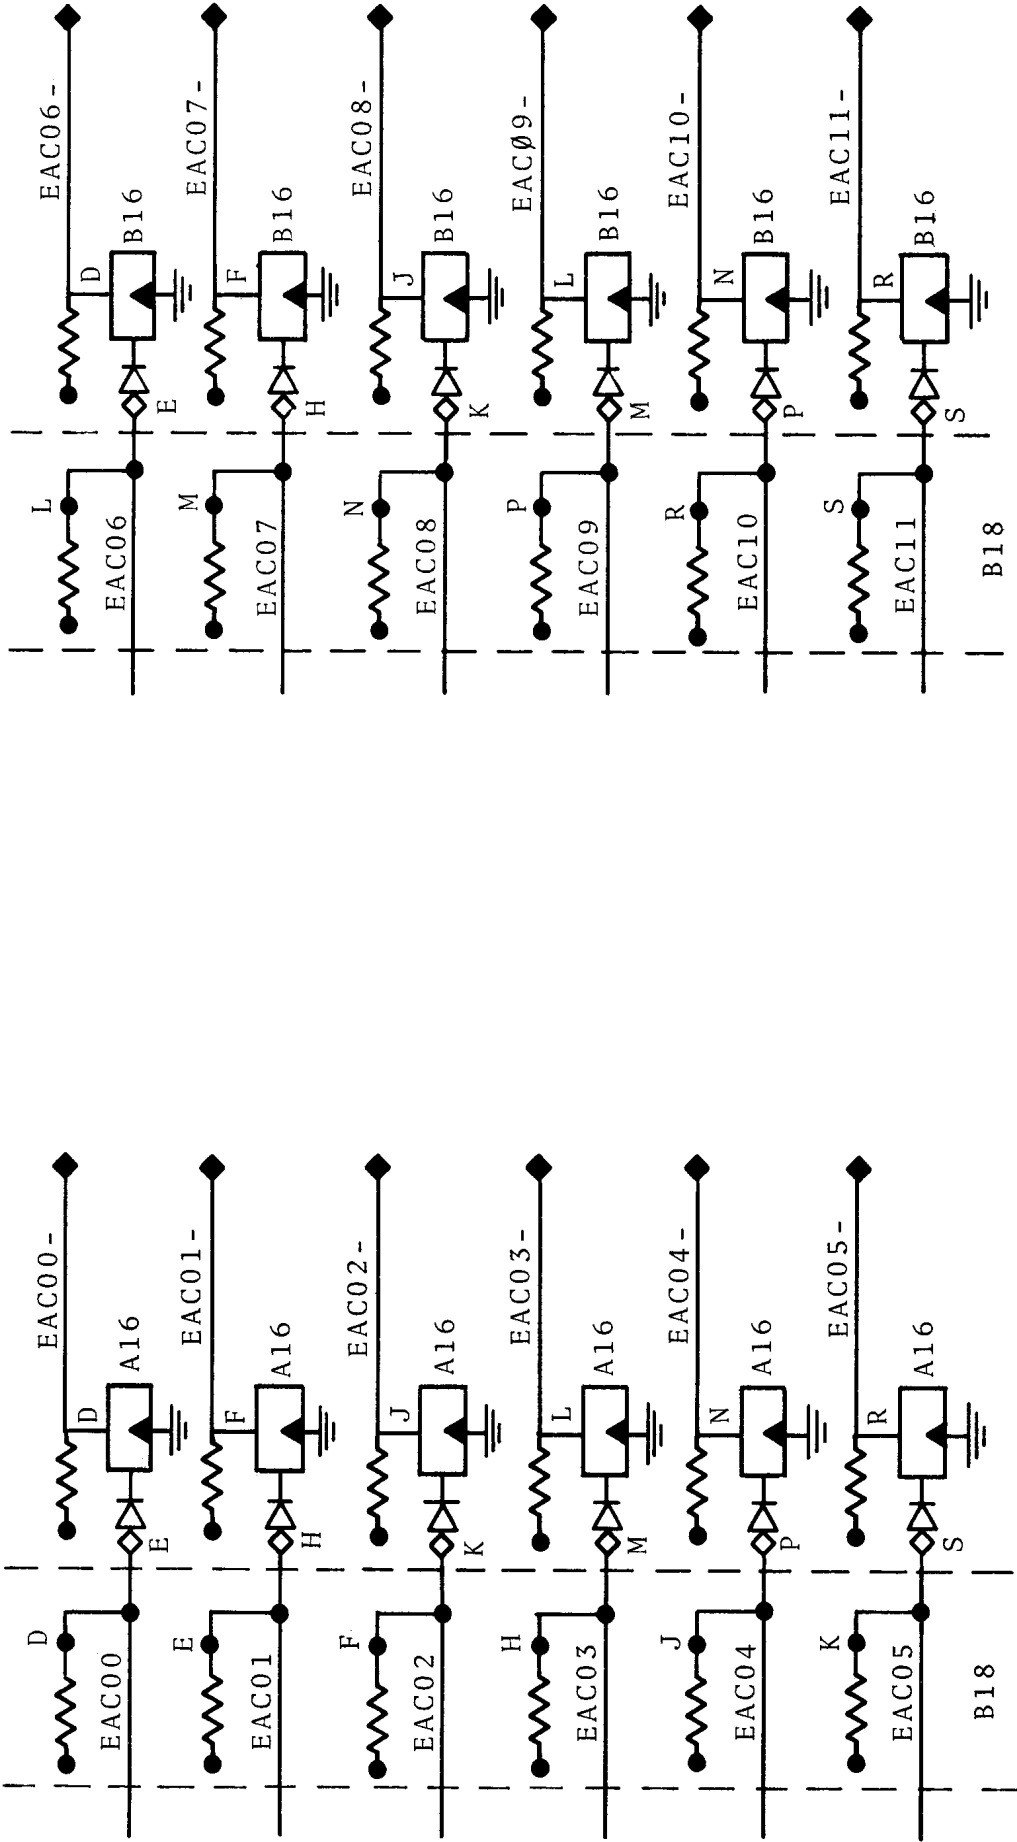 EAC00-
D
A16
E
D
EAC00
EAC01-
F
A16
H
E
EAC01
EAC02-
J
A16
K
F
EAC02
EAC03-
L
A16
M
H
EAC03
EAC04-
N
A16
P
J
EAC04
EAC05-
R
A16
S
K
EAC05
B18
EAC06-
D
B16
E
L
EAC06
EAC07-
F
B16
H
M
EAC07
EAC08-
J
B16
K
N
EAC08
EACØ9-
L
B16
M
P
EAC09
EAC10-
N
B16
P
R
EAC10
EAC11-
R
B16
S
S
EAC11
B18